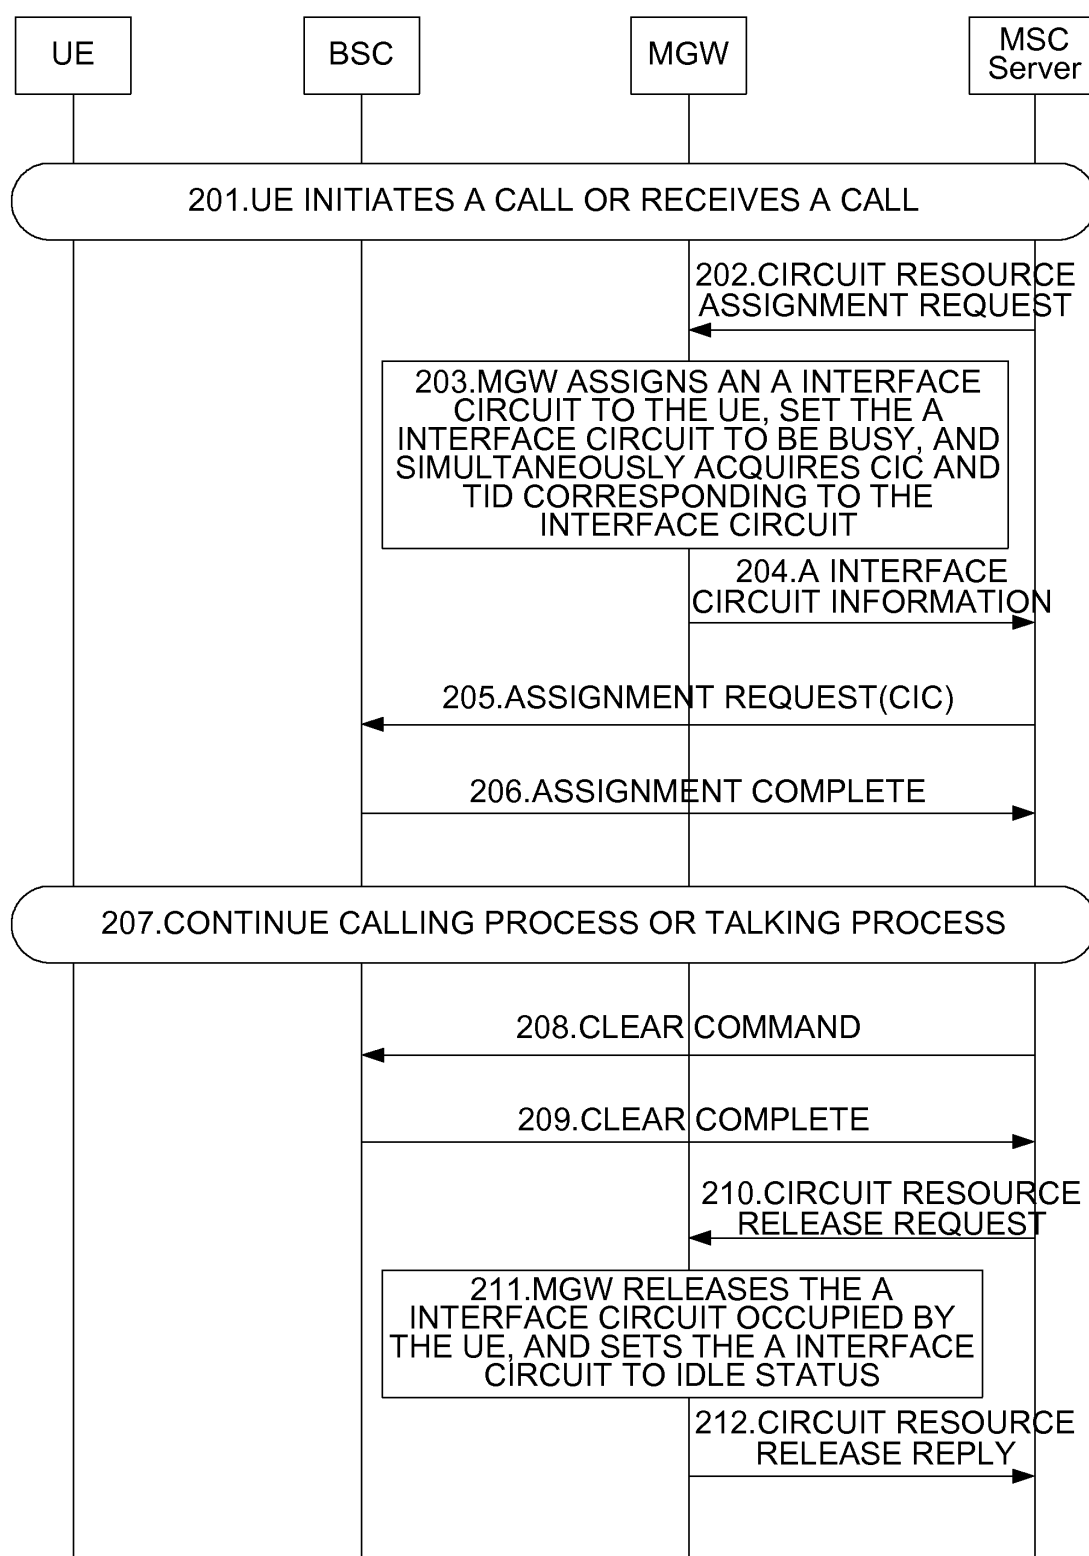 UE
BSC
MGW
MSC
Server
201.UE INITIATES A CALL OR RECEIVES A CALL
202.CIRCUIT RESOURCE
ASSIGNMENT REQUEST
203.MGW ASSIGNS AN A INTERFACE
CIRCUIT TO THE UE, SET THE A
INTERFACE CIRCUIT TO BE BUSY, AND
SIMULTANEOUSLY ACQUIRES CIC AND
TID CORRESPONDING TO THE
INTERFACE CIRCUIT
204.A INTERFACE
CIRCUIT INFORMATION
205.ASSIGNMENT REQUEST(CIC)
206.ASSIGNMENT COMPLETE
207.CONTINUE CALLING PROCESS OR TALKING PROCESS
208.CLEAR COMMAND
209.CLEAR COMPLETE
210.CIRCUIT RESOURCE
RELEASE REQUEST
211.MGW RELEASES THE A
INTERFACE CIRCUIT OCCUPIED BY
THE UE, AND SETS THE A INTERFACE
CIRCUIT TO IDLE STATUS
212.CIRCUIT RESOURCE
RELEASE REPLY